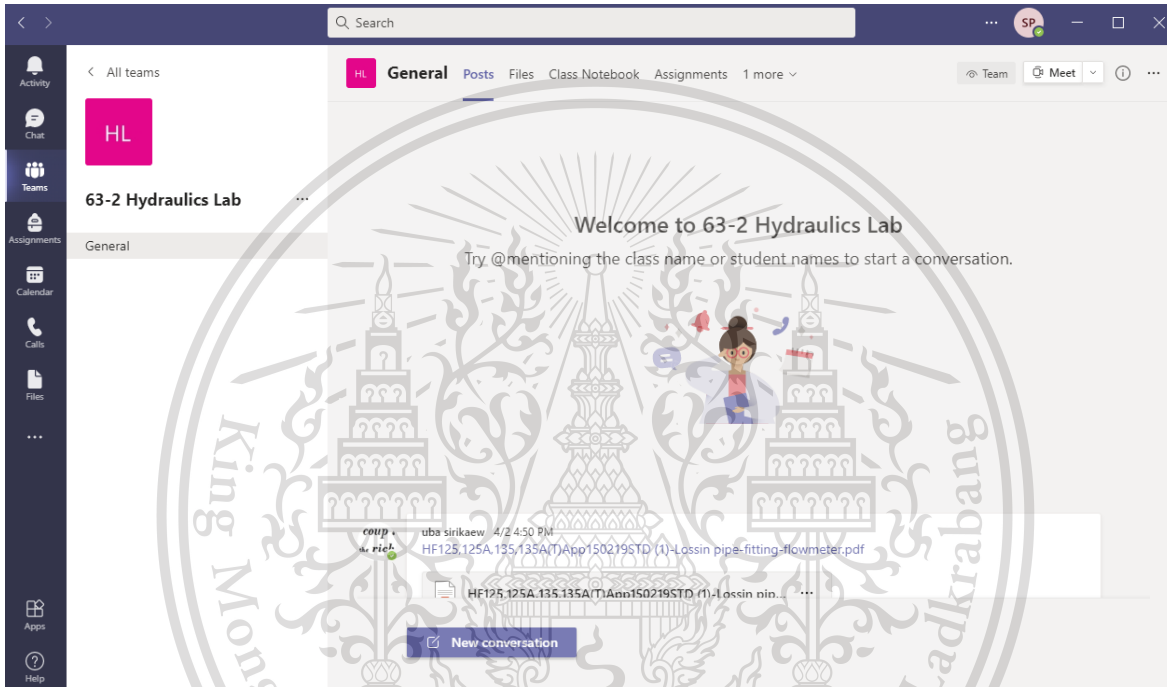 Search
...
SP
Activity
Chat
Teams
Assignments
Calendar
Calls
Files
...
Apps
Help
All teams
HL
63-2 Hydraulics Lab
...
General
HL General Posts Files Class Notebook Assignments 1 more
Team
Meet
...
Welcome to 63-2 Hydraulics Lab
Try @mentioning the class name or student names to start a conversation.
coup .
the rich
uba sirikaew 4/2 4:50 PM
HF125,125A,135,135A(T)App150219STD (1)-Lossin pipe-fitting-flowmeter.pdf
HF125,125A,135,135A(T)App150219STD (1)-Lossin pip... ...
New conversation
King Mong
Ladkrabang